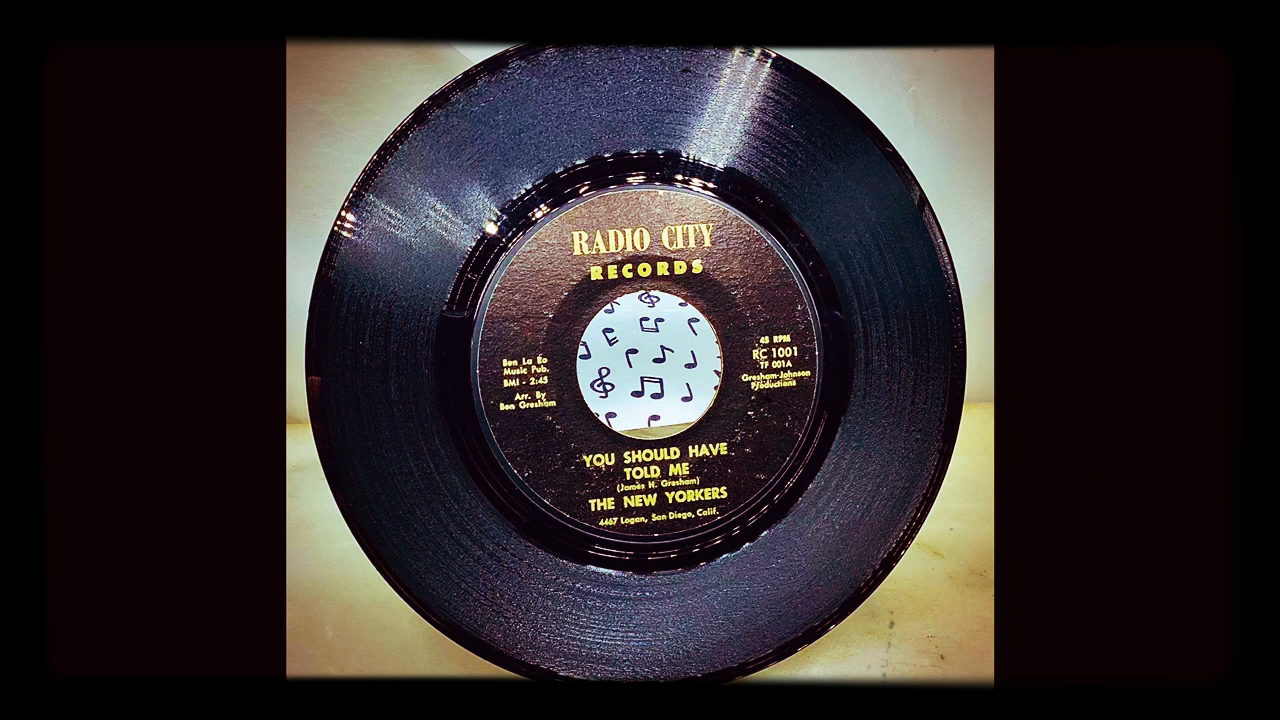 RADIO CITY
RECORDS
Ben La Ro
Music Pub.
BMI - 2:45
Arr. By
Ben Gresham
45 RPM
RC 1001
TF 001A
Gresham-Johnson
Productions
YOU SHOULD HAVE
TOLD ME
(James H. Gresham)
THE NEW YORKERS
4467 Logan, San Diego, Calif.